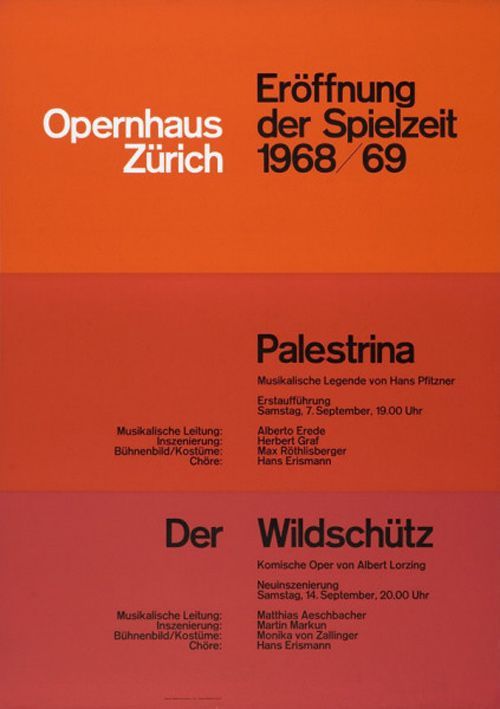 Opernhaus
Zürich
Eröffnung
der Spielzeit
1968/69
Palestrina
Musikalische Legende von Hans Pfitzner
Erstaufführung
Samstag, 7. September, 19.00 Uhr
Musikalische Leitung: Alberto Erede
Inszenierung: Herbert Graf
Bühnenbild/Kostüme: Max Röthlisberger
Chöre: Hans Erismann
Der Wildschütz
Komische Oper von Albert Lorzing
Neuinszenierung
Samstag, 14. September, 20.00 Uhr
Musikalische Leitung: Matthias Aeschbacher
Inszenierung: Martin Markun
Bühnenbild/Kostüme: Monika von Zallinger
Chöre: Hans Erismann